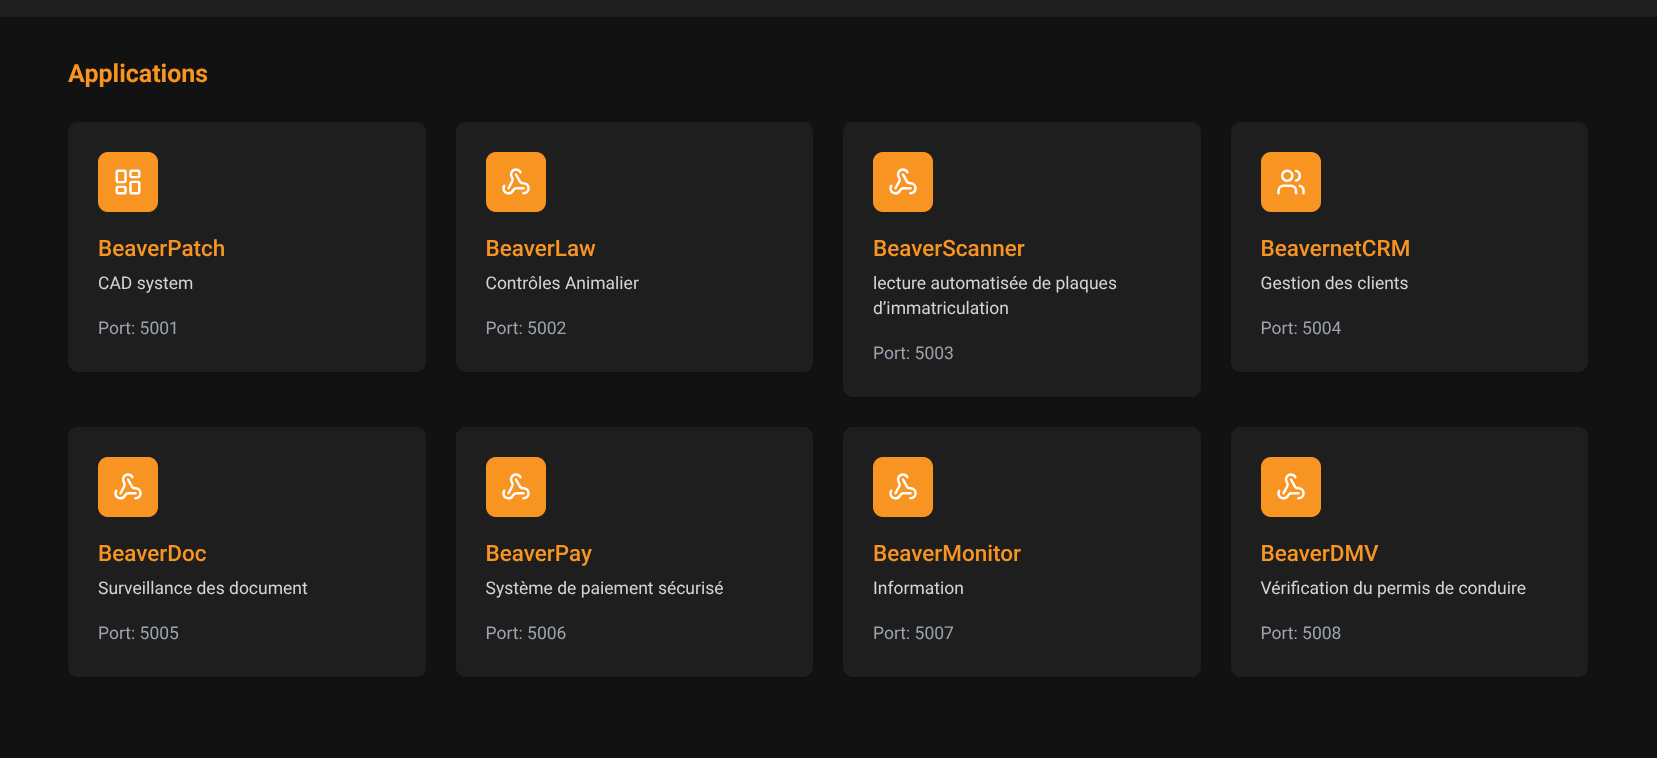 Applications
BeaverPatch
CAD system
Port: 5001
BeaverLaw
Contrôles Animalier
Port: 5002
BeaverScanner
lecture automatisée de plaques
d’immatriculation
Port: 5003
BeavernetCRM
Gestion des clients
Port: 5004
BeaverDoc
Surveillance des document
Port: 5005
BeaverPay
Système de paiement sécurisé
Port: 5006
BeaverMonitor
Information
Port: 5007
BeaverDMV
Vérification du permis de conduire
Port: 5008